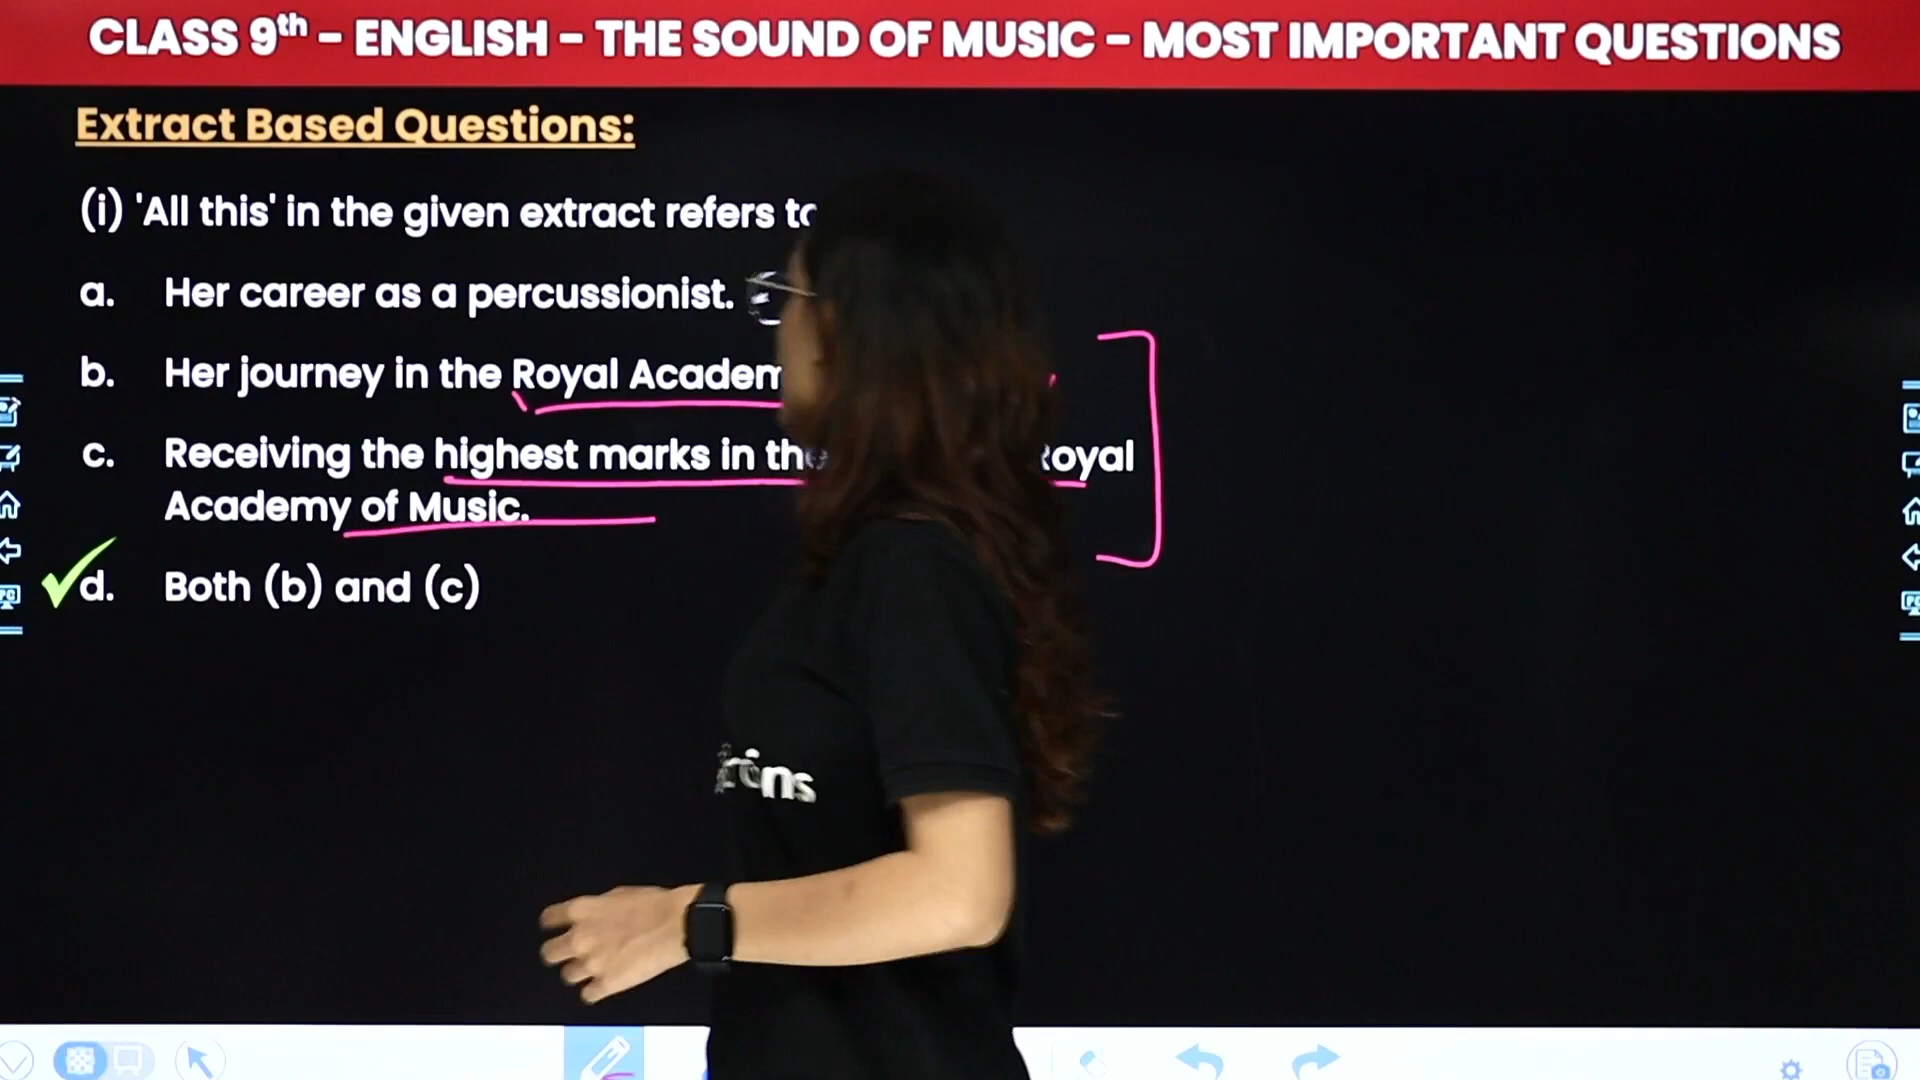 CLASS 9th - ENGLISH - THE SOUND OF MUSIC - MOST IMPORTANT QUESTIONS
Extract Based Questions:
(i) 'All this' in the given extract refers to
a. Her career as a percussionist.
b. Her journey in the Royal
c. Receiving the highest marks in the Royal
Academy of Music.
d. Both (b) and (c)